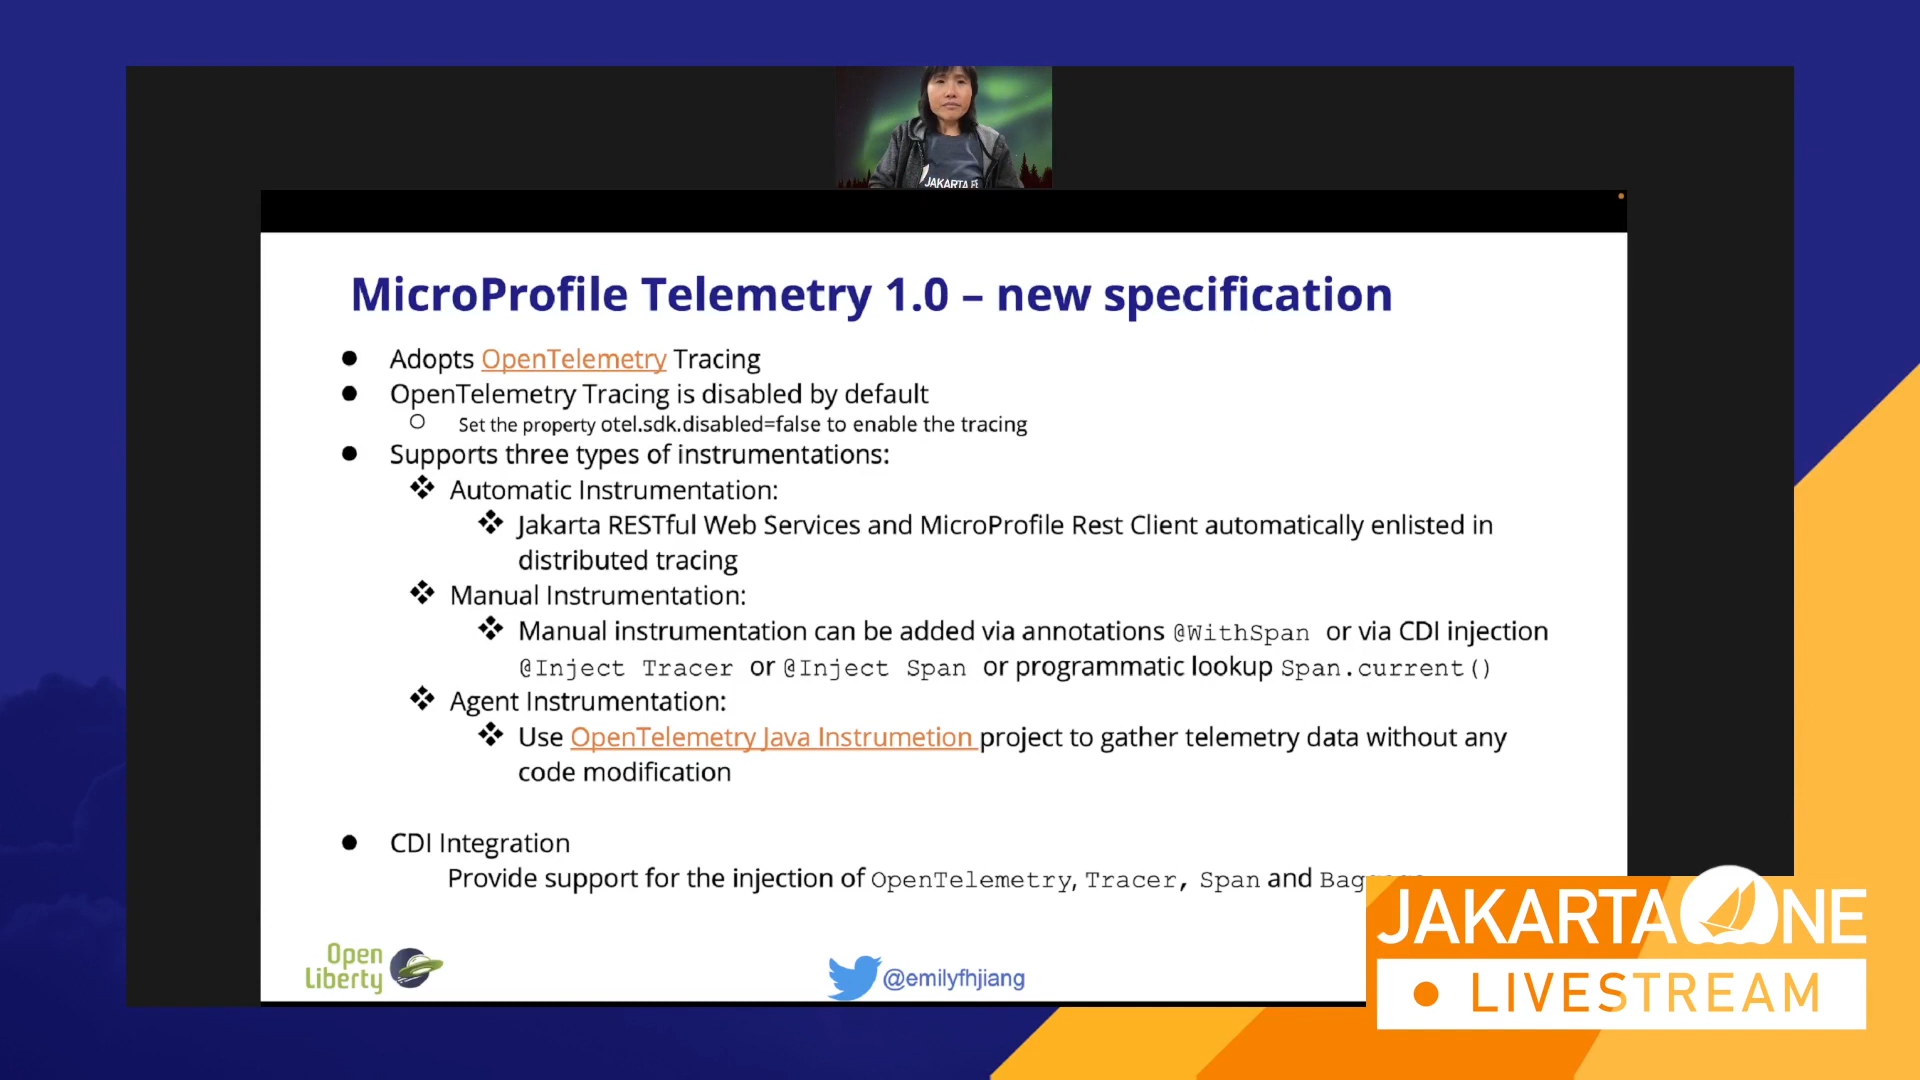 JAKARTA EE
MicroProfile Telemetry 1.0 – new specification
Adopts OpenTelemetry Tracing
OpenTelemetry Tracing is disabled by default
Set the property otel.sdk.disabled=false to enable the tracing
Supports three types of instrumentations:
Automatic Instrumentation:
Jakarta RESTful Web Services and MicroProfile Rest Client automatically enlisted in
distributed tracing
Manual Instrumentation:
Manual instrumentation can be added via annotations @WithSpan or via CDI injection
@Inject Tracer or @Inject Span or programmatic lookup Span.current()
Agent Instrumentation:
Use OpenTelemetry Java Instrumetion project to gather telemetry data without any
code modification
CDI Integration
Provide support for the injection of OpenTelemetry, Tracer, Span and
Open
Liberty
@emilyfhjiang
JAKARTAONE
LIVESTREAM